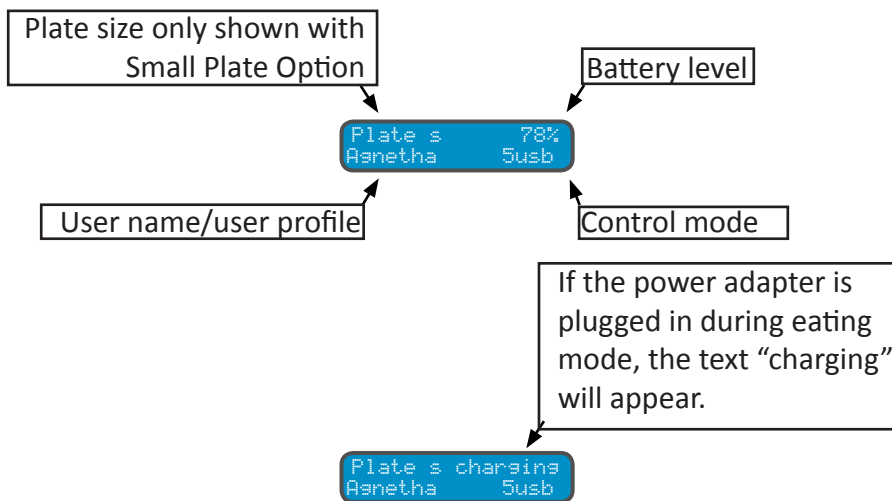 Plate size only shown with
Small Plate Option
Battery level
Plate s 78%
Agnetha 5usb
User name/user profile
Control mode
If the power adapter is
plugged in during eating
mode, the text “charging”
will appear.
Plate s charging
Agnetha 5usb